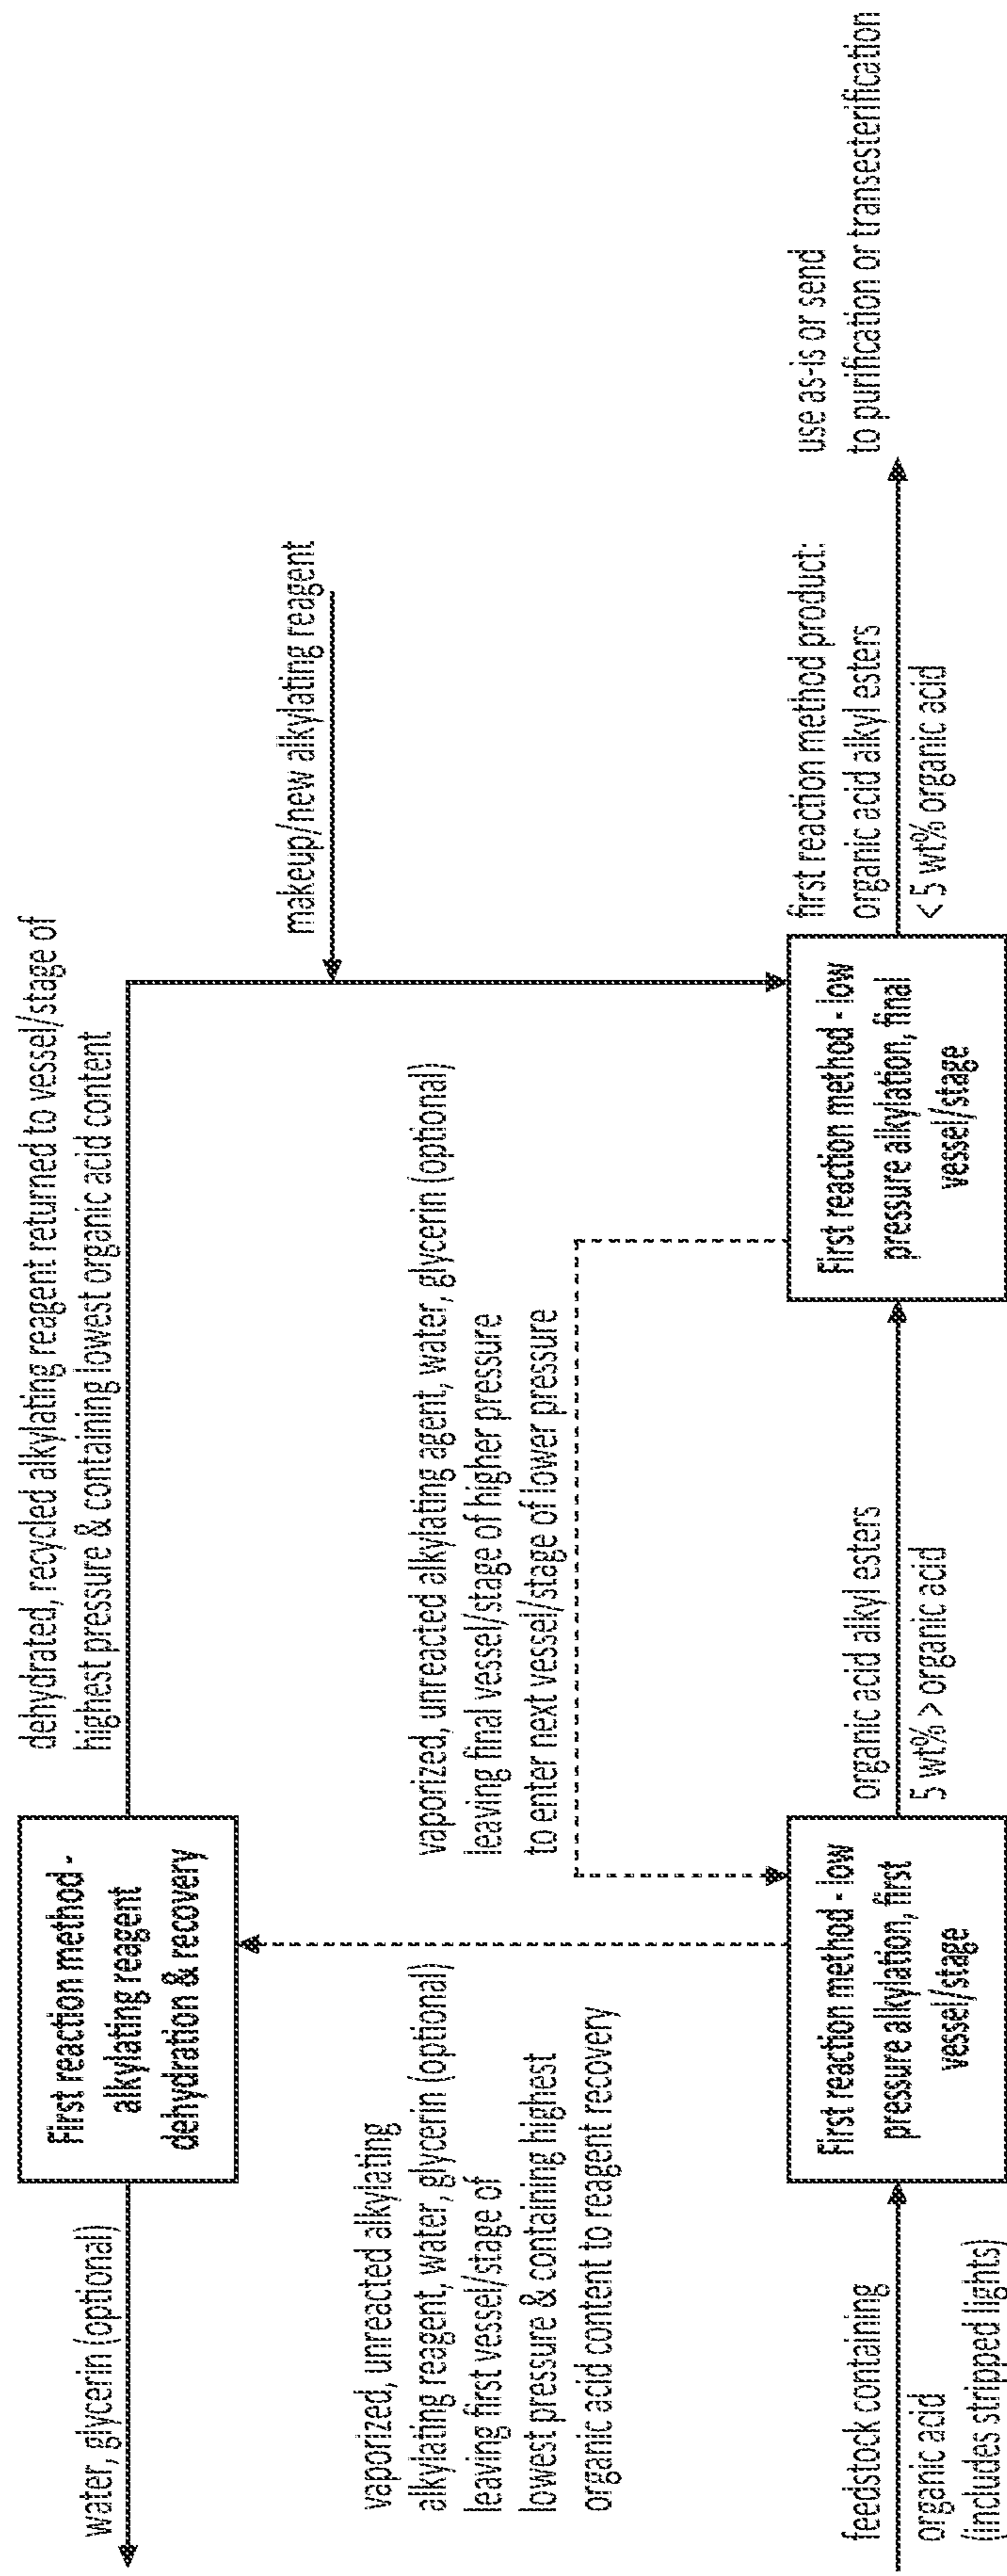 water, glycerin (optional)
First reaction method -
alkylating reagent
dehydration & recovery
dehydrated, recycled alkylating reagent returned to vessel/stage of
highest pressure & containing lowest organic acid content
makeup/new alkylating reagent
vaporized, unreacted alkylating
alkylating reagent, water, glycerin (optional)
leaving first vessel/stage of
lowest pressure & containing highest
organic acid content to reagent recovery
vaporized, unreacted alkylating agent, water, glycerin (optional)
leaving final vessel/stage of higher pressure
to enter next vessel/stage of lower pressure
feedstock containing
organic acid
(includes stripped lights)
First reaction method - low
pressure alkylation, first
vessel/stage
organic acid alkyl esters
5 wt% > organic acid
First reaction method - low
pressure alkylation, final
vessel/stage
first reaction method product:
organic acid alkyl esters
< 5 wt% organic acid
use as-is or send
to purification or transesterification